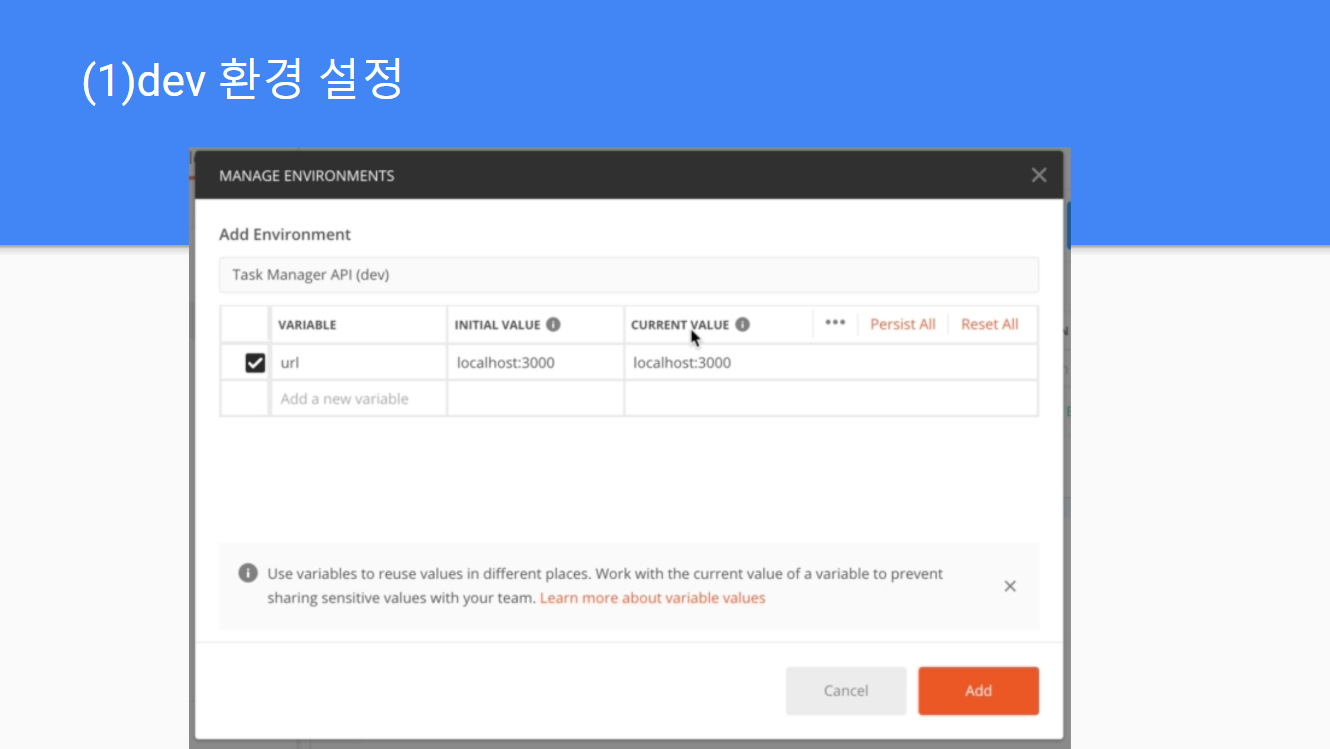 (1)dev 환경 설정
MANAGE ENVIRONMENTS
Add Environment
Task Manager API (dev)
VARIABLE INITIAL VALUE CURRENT VALUE ••• Persist All Reset All
url localhost:3000 localhost:3000
Add a new variable
Use variables to reuse values in different places. Work with the current value of a variable to prevent
sharing sensitive values with your team. Learn more about variable values
Cancel Add